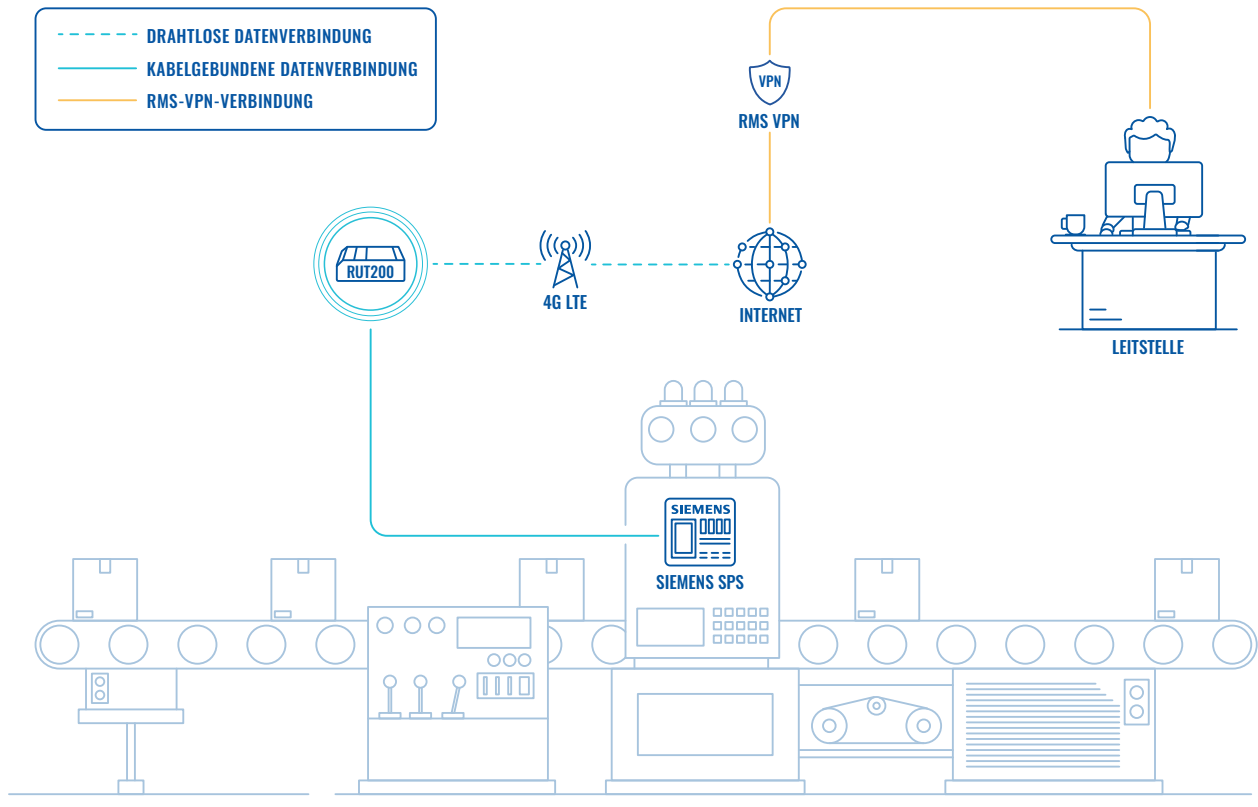 DRAHTLOSE DATENVERBINDUNG
KABELGEBUNDENE DATENVERBINDUNG
RMS-VPN-VERBINDUNG
VPN
RMS VPN
RUT200
4G LTE
INTERNET
LEITSTELLE
SIEMENS
SIEMENS SPS